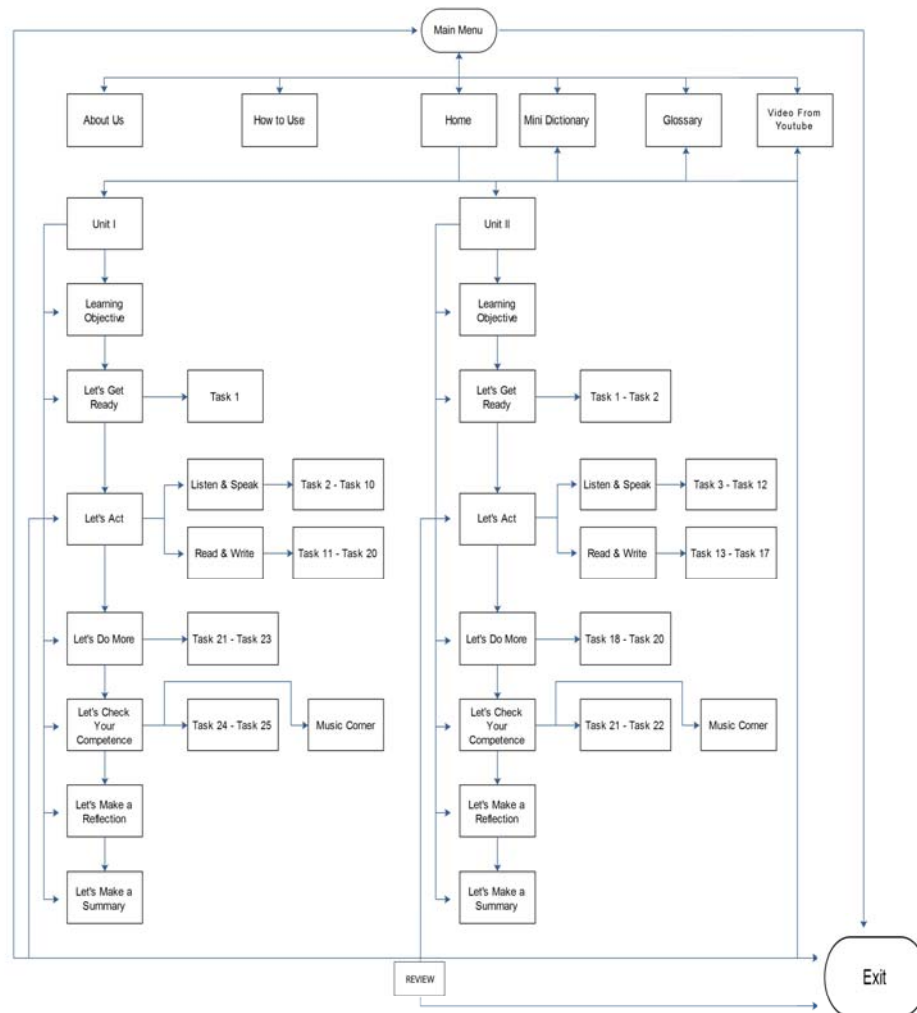 Main Menu
About Us
How to Use
Home
Mini Dictionary
Glossary
Video From
Youtube
Unit I
Unit II
Learning
Objective
Learning
Objective
Let's Get
Ready
Task 1
Let's Get
Ready
Task 1 - Task 2
Listen & Speak
Task 2 - Task 10
Listen & Speak
Task 3 - Task 12
Let's Act
Let's Act
Read & Write
Task 11 - Task 20
Read & Write
Task 13 - Task 17
Let's Do More
Task 21 - Task 23
Let's Do More
Task 18 - Task 20
Let's Check
Your
Competence
Task 24 - Task 25
Music Corner
Let's Check
Your
Competence
Task 21 - Task 22
Music Corner
Let's Make a
Reflection
Let's Make a
Reflection
Let's Make a
Summary
Let's Make a
Summary
REVIEW
Exit